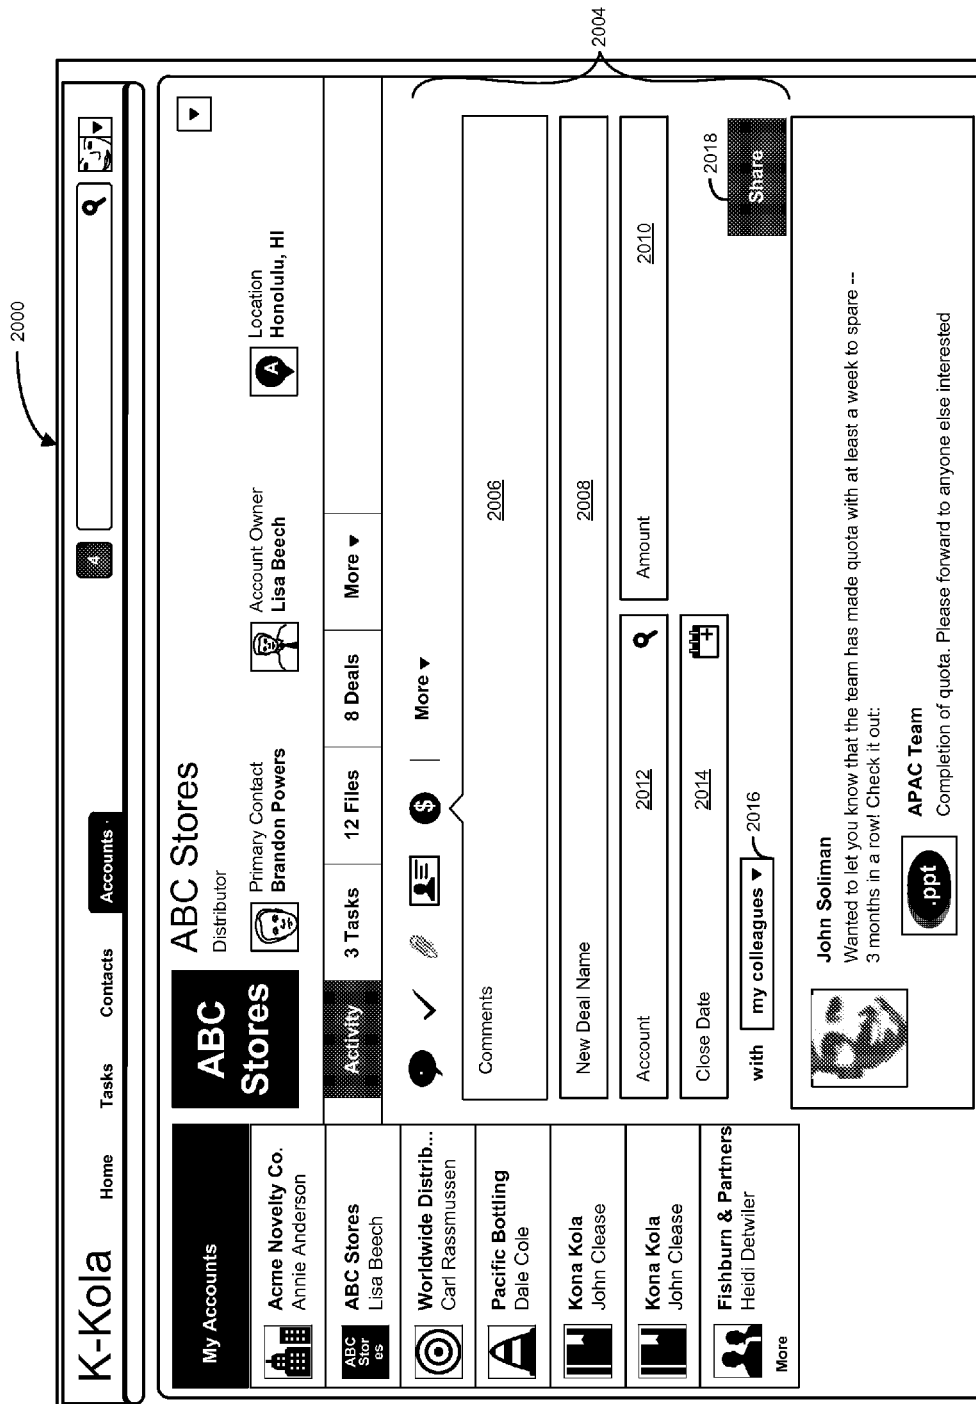 2000
K-Kola
Home
Tasks
Contacts
Accounts
4
My Accounts
Acme Novelty Co.
Annie Anderson
ABC
Stor
es
ABC Stores
Lisa Beech
Worldwide Distrib...
Carl Rassmussen
Pacific Bottling
Dale Cole
Kona Kola
John Clease
Kona Kola
John Clease
Fishburn & Partners
Heidi Detwiler
More
ABC
Stores
ABC Stores
Distributor
Primary Contact
Brandon Powers
Account Owner
Lisa Beech
A
Location
Honolulu, HI
Activity
3 Tasks
12 Files
8 Deals
More ▼
$
More ▼
2004
Comments
2006
New Deal Name
2008
Account
2012
Amount
2010
Close Date
2014
with
my colleagues ▼
2016
2018
Share
John Soliman
Wanted to let you know that the team has made quota with at least a week to spare --
3 months in a row! Check it out:
.ppt
APAC Team
Completion of quota. Please forward to anyone else interested